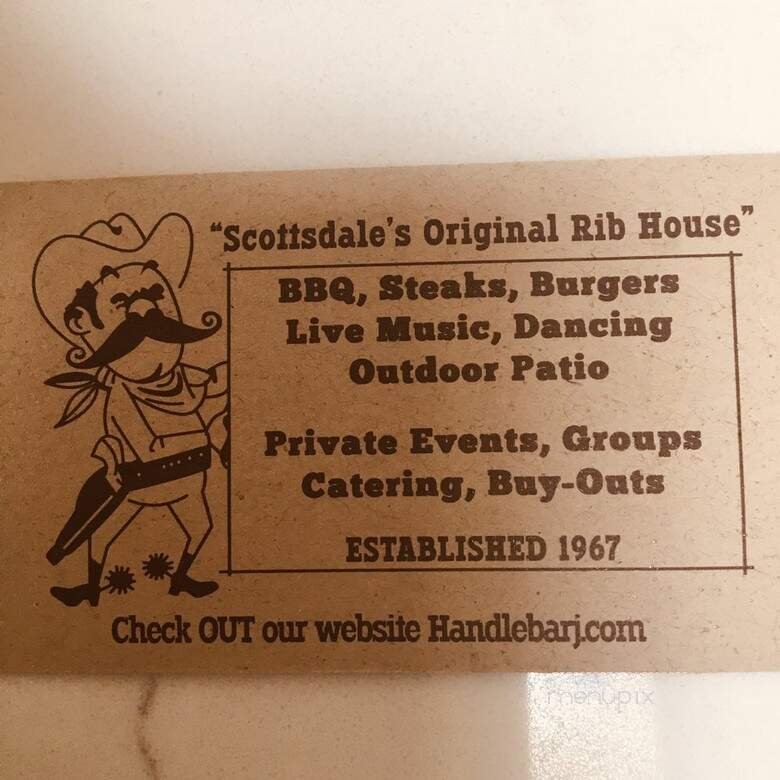 "Scottsdale's Original Rib House"
BBQ, Steaks, Burgers
Live Music, Dancing
Outdoor Patio
Private Events, Groups
Catering, Buy-Outs
ESTABLISHED 1967
Check OUT our website Handlebarj.com
menupix